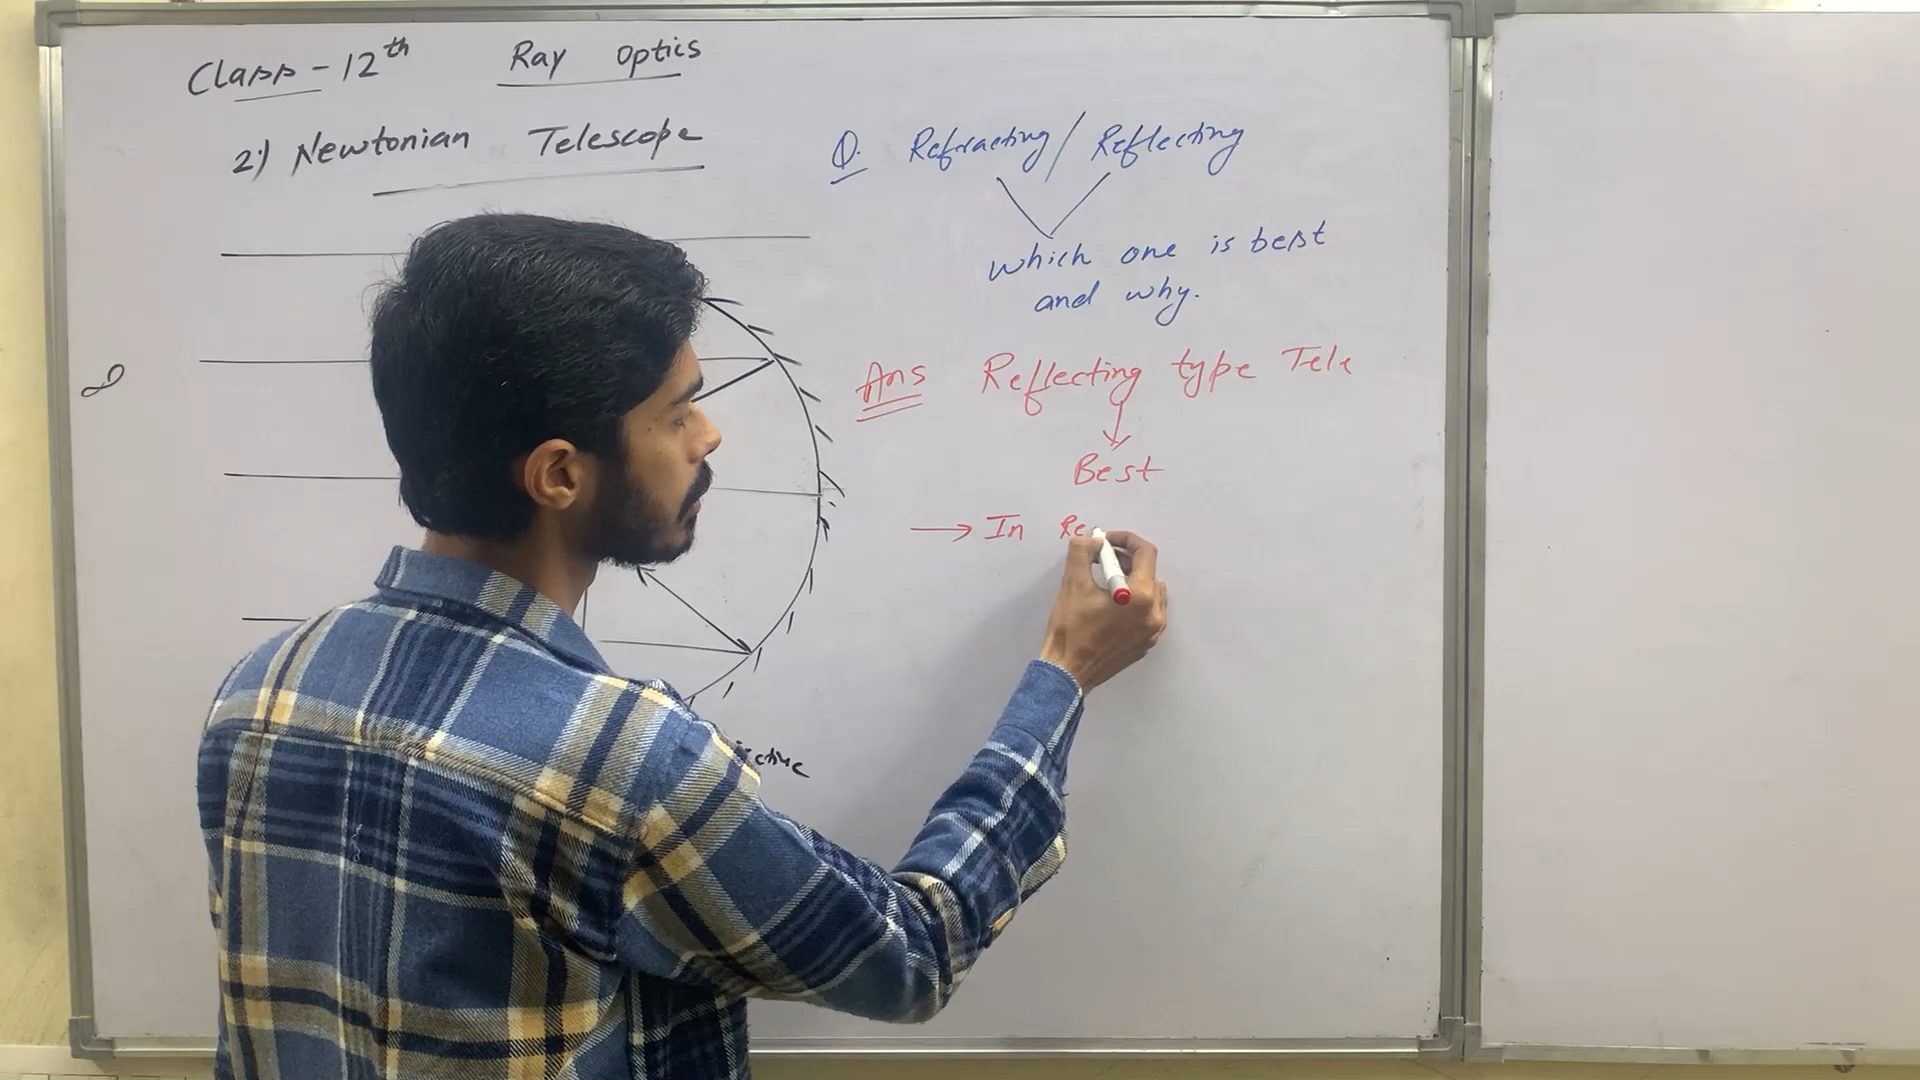 Class - 12th Ray Optics
2) Newtonian Telescope
Q. Refracting / Reflecting
which one is best
and why.
∞
Ans Reflecting type Tele
Best
→ In Re